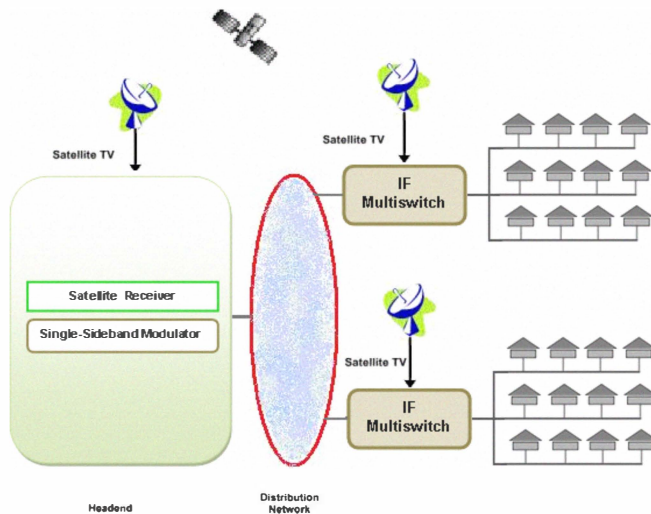 Satellite TV
Satellite TV
IF
Multiswitch
Satellite Receiver
Single-Sideband Modulator
Satellite TV
IF
Multiswitch
Headend
Distribution
Network